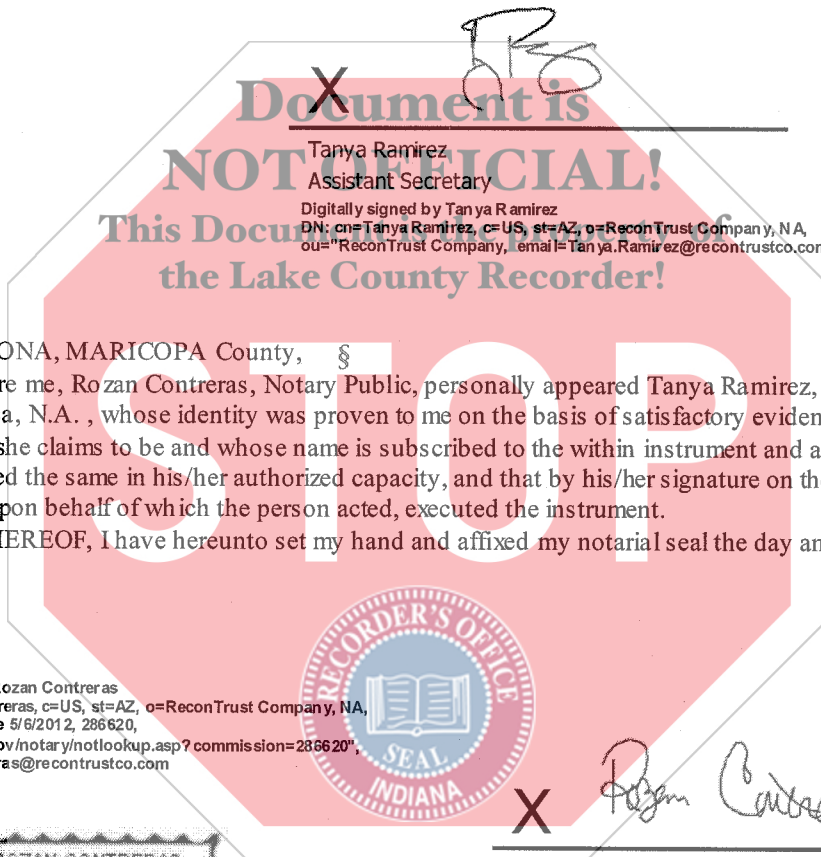 X
Document is
NOT OFFICIAL!
This Document is the property of
the Lake County Recorder!
Tanya Ramirez
Assistant Secretary
Digitally signed by Tanya Ramirez
DN: cn=Tanya Ramirez, c=US, st=AZ, o=ReconTrust Company, NA,
ou="ReconTrust Company, email=Tanya.Ramirez@recontrustco.com
ONA, MARICOPA County, §
re me, Rozan Contreras, Notary Public, personally appeared Tanya Ramirez,
a, N.A. , whose identity was proven to me on the basis of satisfactory eviden
she claims to be and whose name is subscribed to the within instrument and a
ed the same in his/her authorized capacity, and that by his/her signature on the
pon behalf of which the person acted, executed the instrument.
HEREOF, I have hereunto set my hand and affixed my notarial seal the day an
STOP
RECORDER'S OFFICE
SEAL
INDIANA
ozan Contreras
reras, c=US, st=AZ, o=ReconTrust Company, NA,
e 5/6/2012, 286620,
ov/notary/notlookup.asp?commission=286620",
ras@recontrustco.com
X Rozan Contre